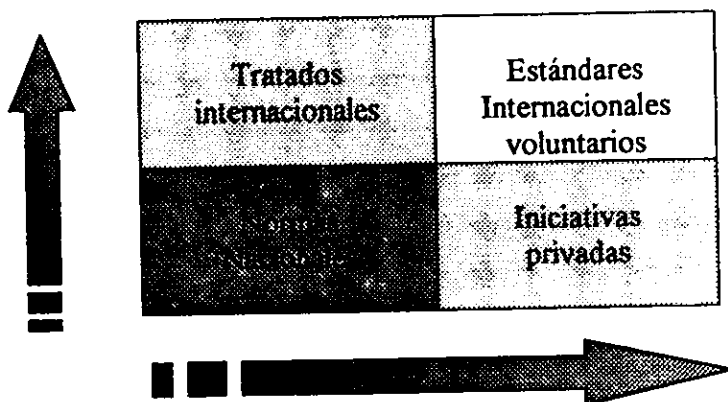 Tratados
internacionales
Estándares
Internacionales
voluntarios
Iniciativas
privadas